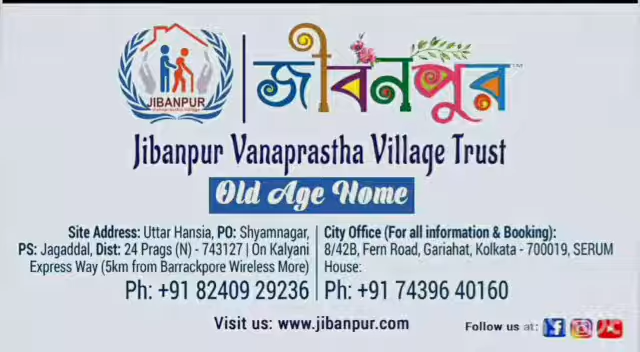 JIBANPUR
জীবনপুর
Jibanpur Vanaprastha Village Trust
Old Age Home
Site Address: Uttar Hansia, PO: Shyamnagar,
PS: Jagaddal, Dist: 24 Prags (N) - 743127 | On Kalyani
Express Way (5km from Barrackpore Wireless More)
Ph: +91 82409 29236
City Office (For all information & Booking):
8/42B, Fern Road, Gariahat, Kolkata - 700019, SERUM
House:
Ph: +91 74396 40160
Visit us: www.jibanpur.com
Follow us at: